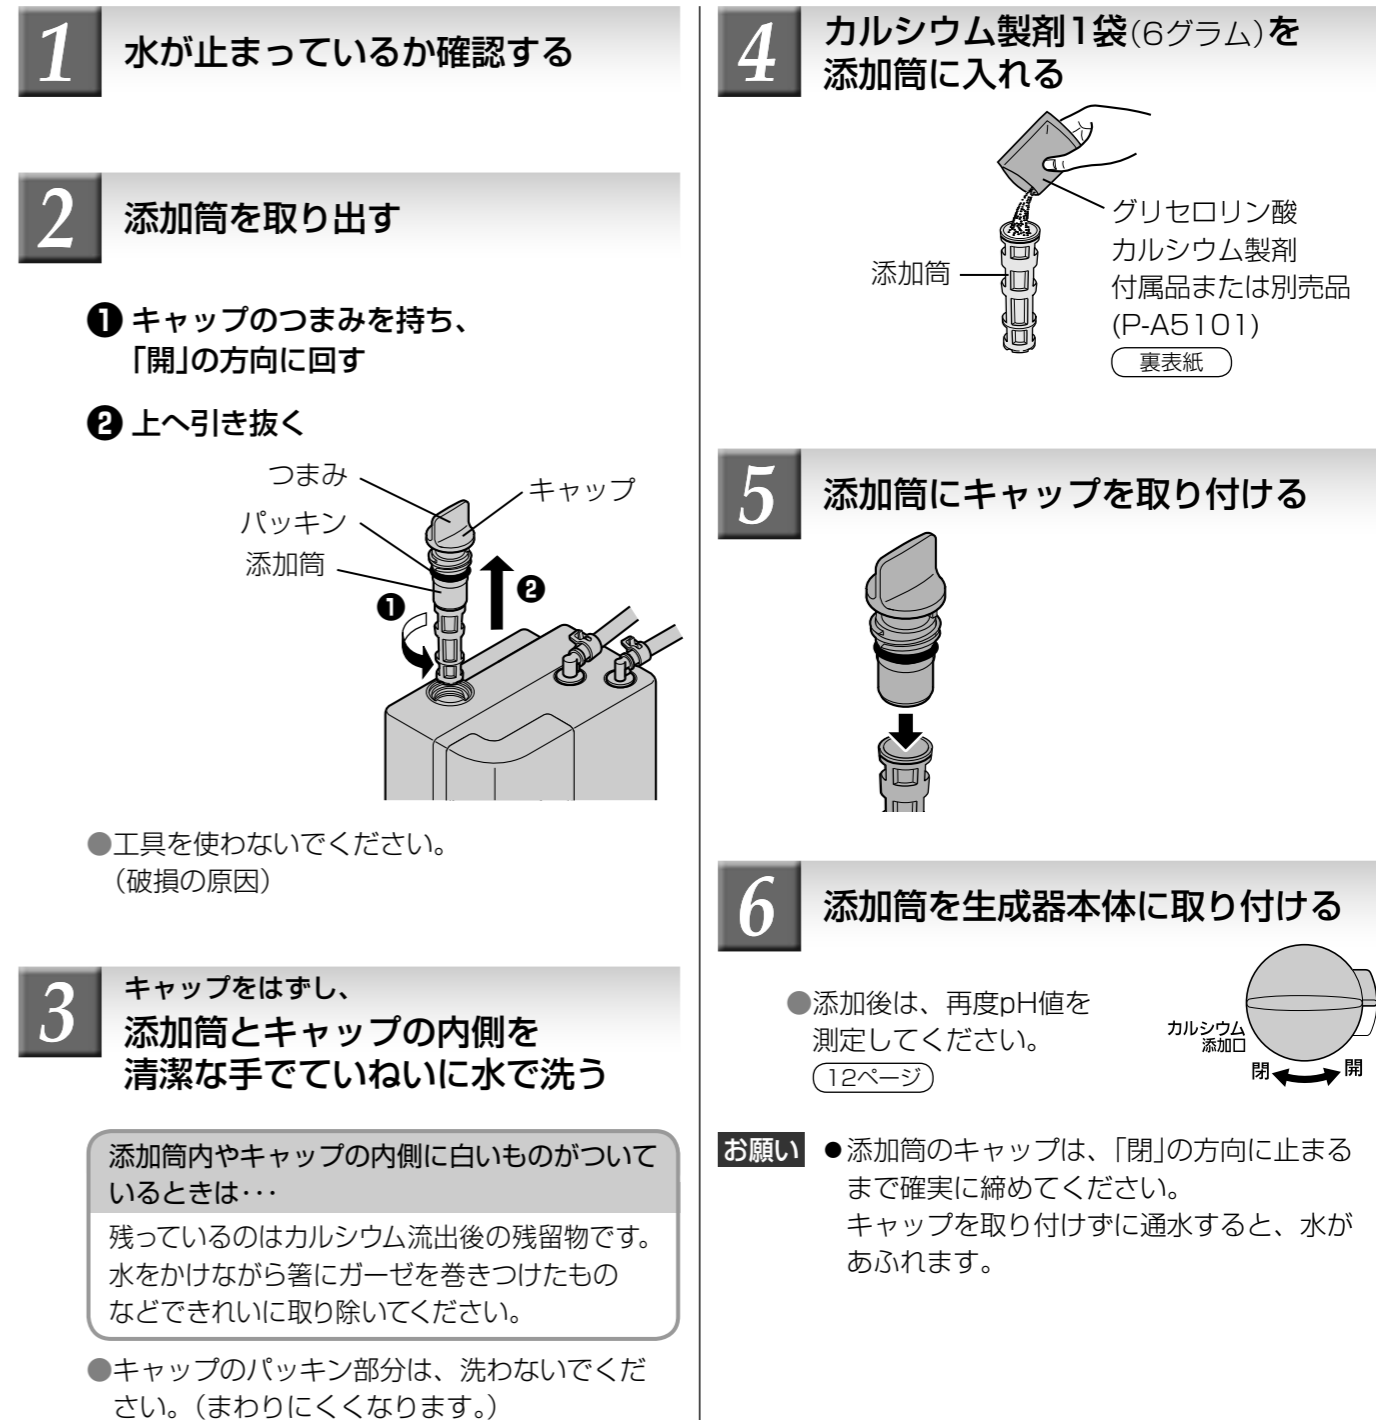 1
水が止まっているか確認する
2
添加筒を取り出す
❶ キャップのつまみを持ち、
「開」の方向に回す
❷ 上へ引き抜く
つまみ
キャップ
パッキン
添加筒
❶
❷
●工具を使わないでください。
（破損の原因）
3
キャップをはずし、
添加筒とキャップの内側を
清潔な手でていねいに水で洗う
添加筒内やキャップの内側に白いものがついて
いるときは･･･
残っているのはカルシウム流出後の残留物です。
水をかけながら箸にガーゼを巻きつけたもの
などできれいに取り除いてください。
●キャップのパッキン部分は、洗わないでくだ
さい。（まわりにくくなります。）
4
カルシウム製剤1袋(6グラム)を
添加筒に入れる
グリセロリン酸
カルシウム製剤
付属品または別売品
(P-A5101)
裏表紙
添加筒
5
添加筒にキャップを取り付ける
6
添加筒を生成器本体に取り付ける
●添加後は、再度pH値を
測定してください。
12ページ
カルシウム
添加口
閉 開
お願い ●添加筒のキャップは、「閉」の方向に止まる
まで確実に締めてください。
キャップを取り付けずに通水すると、水が
あふれます。